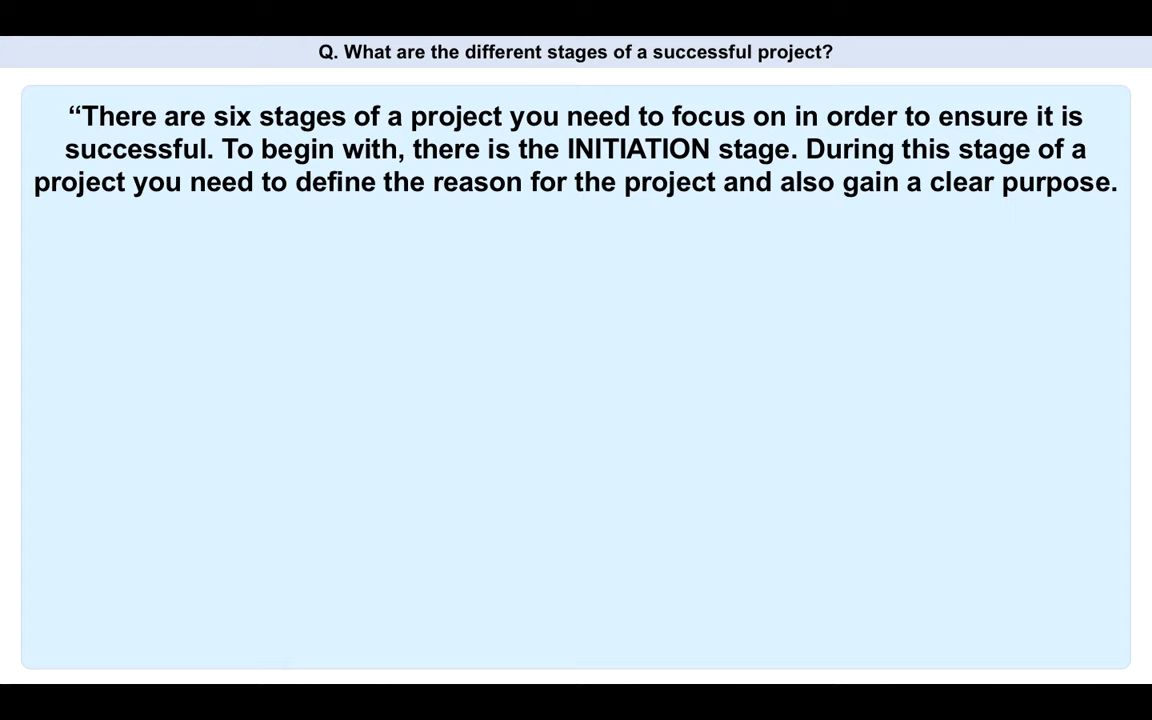 Q. What are the different stages of a successful project?
“There are six stages of a project you need to focus on in order to ensure it is
successful. To begin with, there is the INITIATION stage. During this stage of a
project you need to define the reason for the project and also gain a clear purpose.